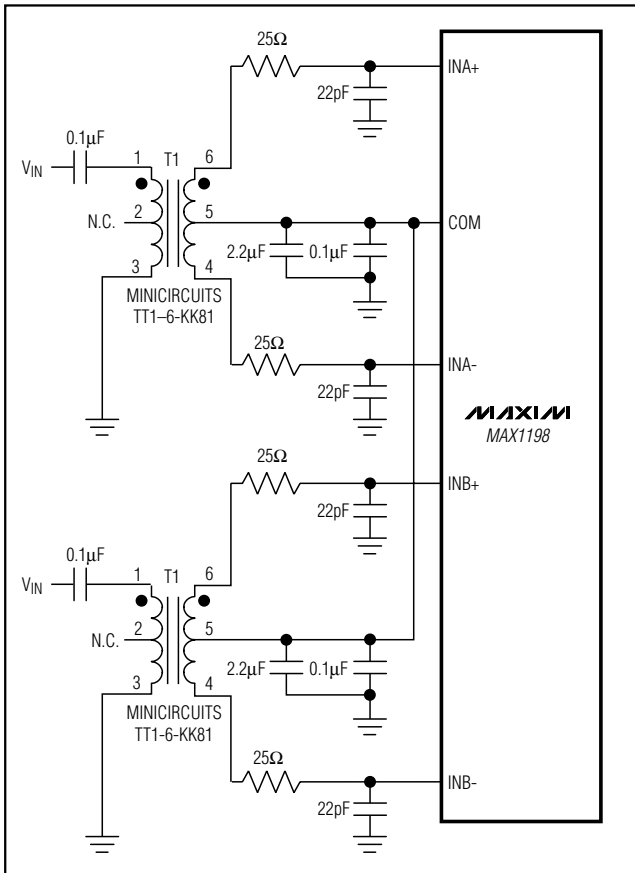 25Ω
INA+
22pF
0.1µF
1
T1
6
VIN
2
N.C.
5
COM
2.2µF
0.1µF
3
4
MINICIRCUITS
TT1–6-KK81
25Ω
INA-
22pF
MAXIM
MAX1198
25Ω
INB+
22pF
0.1µF
1
T1
6
VIN
2
N.C.
5
2.2µF
0.1µF
3
4
MINICIRCUITS
TT1-6-KK81
25Ω
INB-
22pF